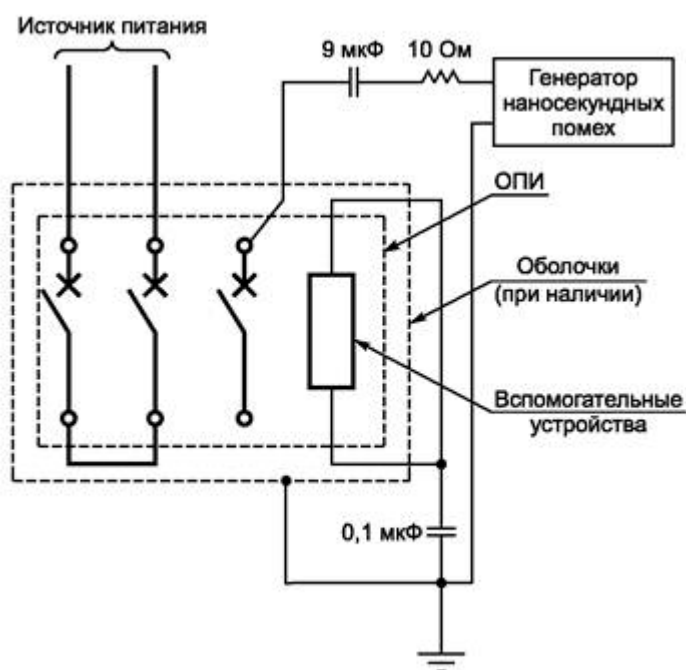 Источник питания
9 мкФ
10 Ом
Генератор
наносекундных
помех
ОПИ
Оболочки
(при наличии)
Вспомогательные
устройства
0,1 мкФ